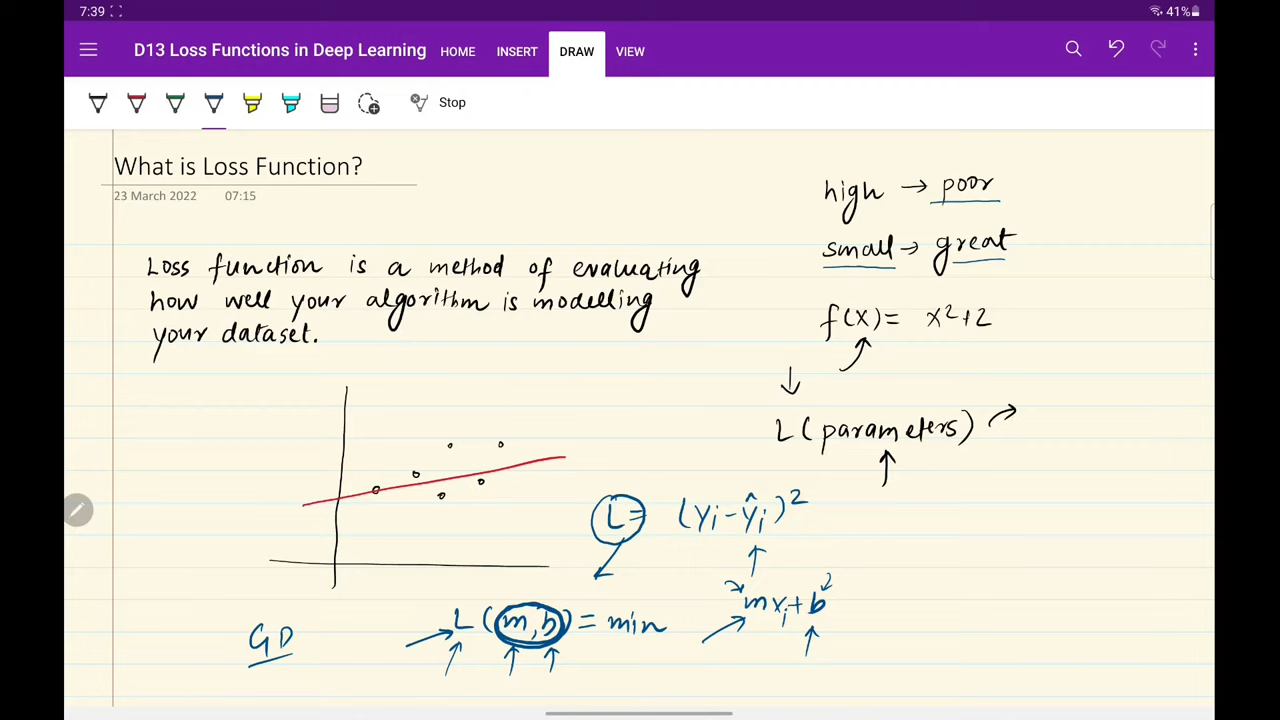 7:39
41%
D13 Loss Functions in Deep Learning HOME INSERT DRAW VIEW
Stop
What is Loss Function?
23 March 2022 07:15
high → poor
small → great
Loss function is a method of evaluating
how well your algorithm is modelling
your dataset.
f(x) = x²+2
L(parameters)
L = (yi - ŷi)²
mxi + b
L(m,b) = min
GD